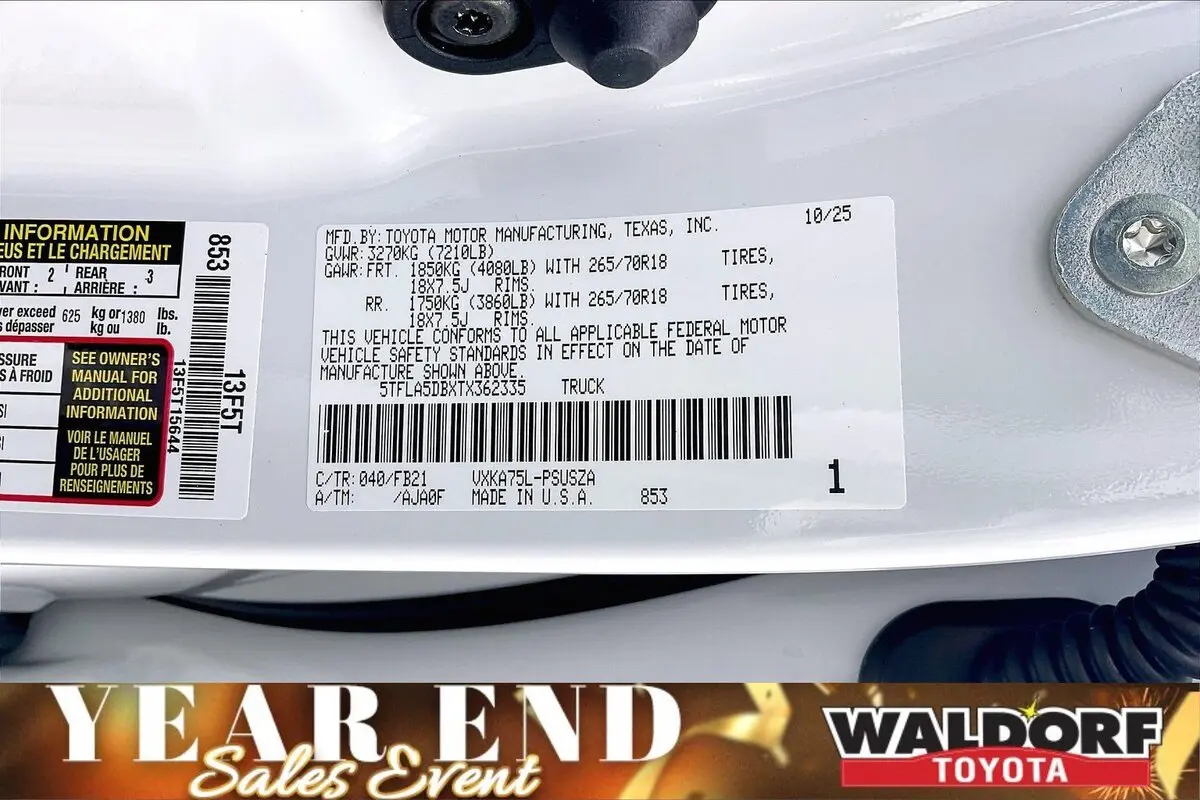 INFORMATION
EUS ET LE CHARGEMENT
RONT 2 REAR 3
VANT : ARRIÈRE :
ver exceed 625 kg or 1380 lbs.
s dépasser kg ou lb.
SSURE
S À FROID
SI
SI
SEE OWNER'S
MANUAL FOR
ADDITIONAL
INFORMATION
VOIR LE MANUEL
DE L'USAGER
POUR PLUS DE
RENSEIGNEMENTS
853
13F5T
13F5T15644
MFD. BY: TOYOTA MOTOR MANUFACTURING, TEXAS, INC. 10/25
GVWR: 3270KG (7210LB)
GAWR: FRT. 1850KG (4080LB) WITH 265/70R18 TIRES,
18X7.5J RIMS.
RR. 1750KG (3860LB) WITH 265/70R18 TIRES,
18X7.5J RIMS.
THIS VEHICLE CONFORMS TO ALL APPLICABLE FEDERAL MOTOR
VEHICLE SAFETY STANDARDS IN EFFECT ON THE DATE OF
MANUFACTURE SHOWN ABOVE.
5TFLA5DBXTX362335 TRUCK
C/TR: 040/FB21 VXKA75L-PSUSZA
A/TM: /AJA0F MADE IN U.S.A. 853
1
YEAR END
Sales Event
WALDORF
TOYOTA